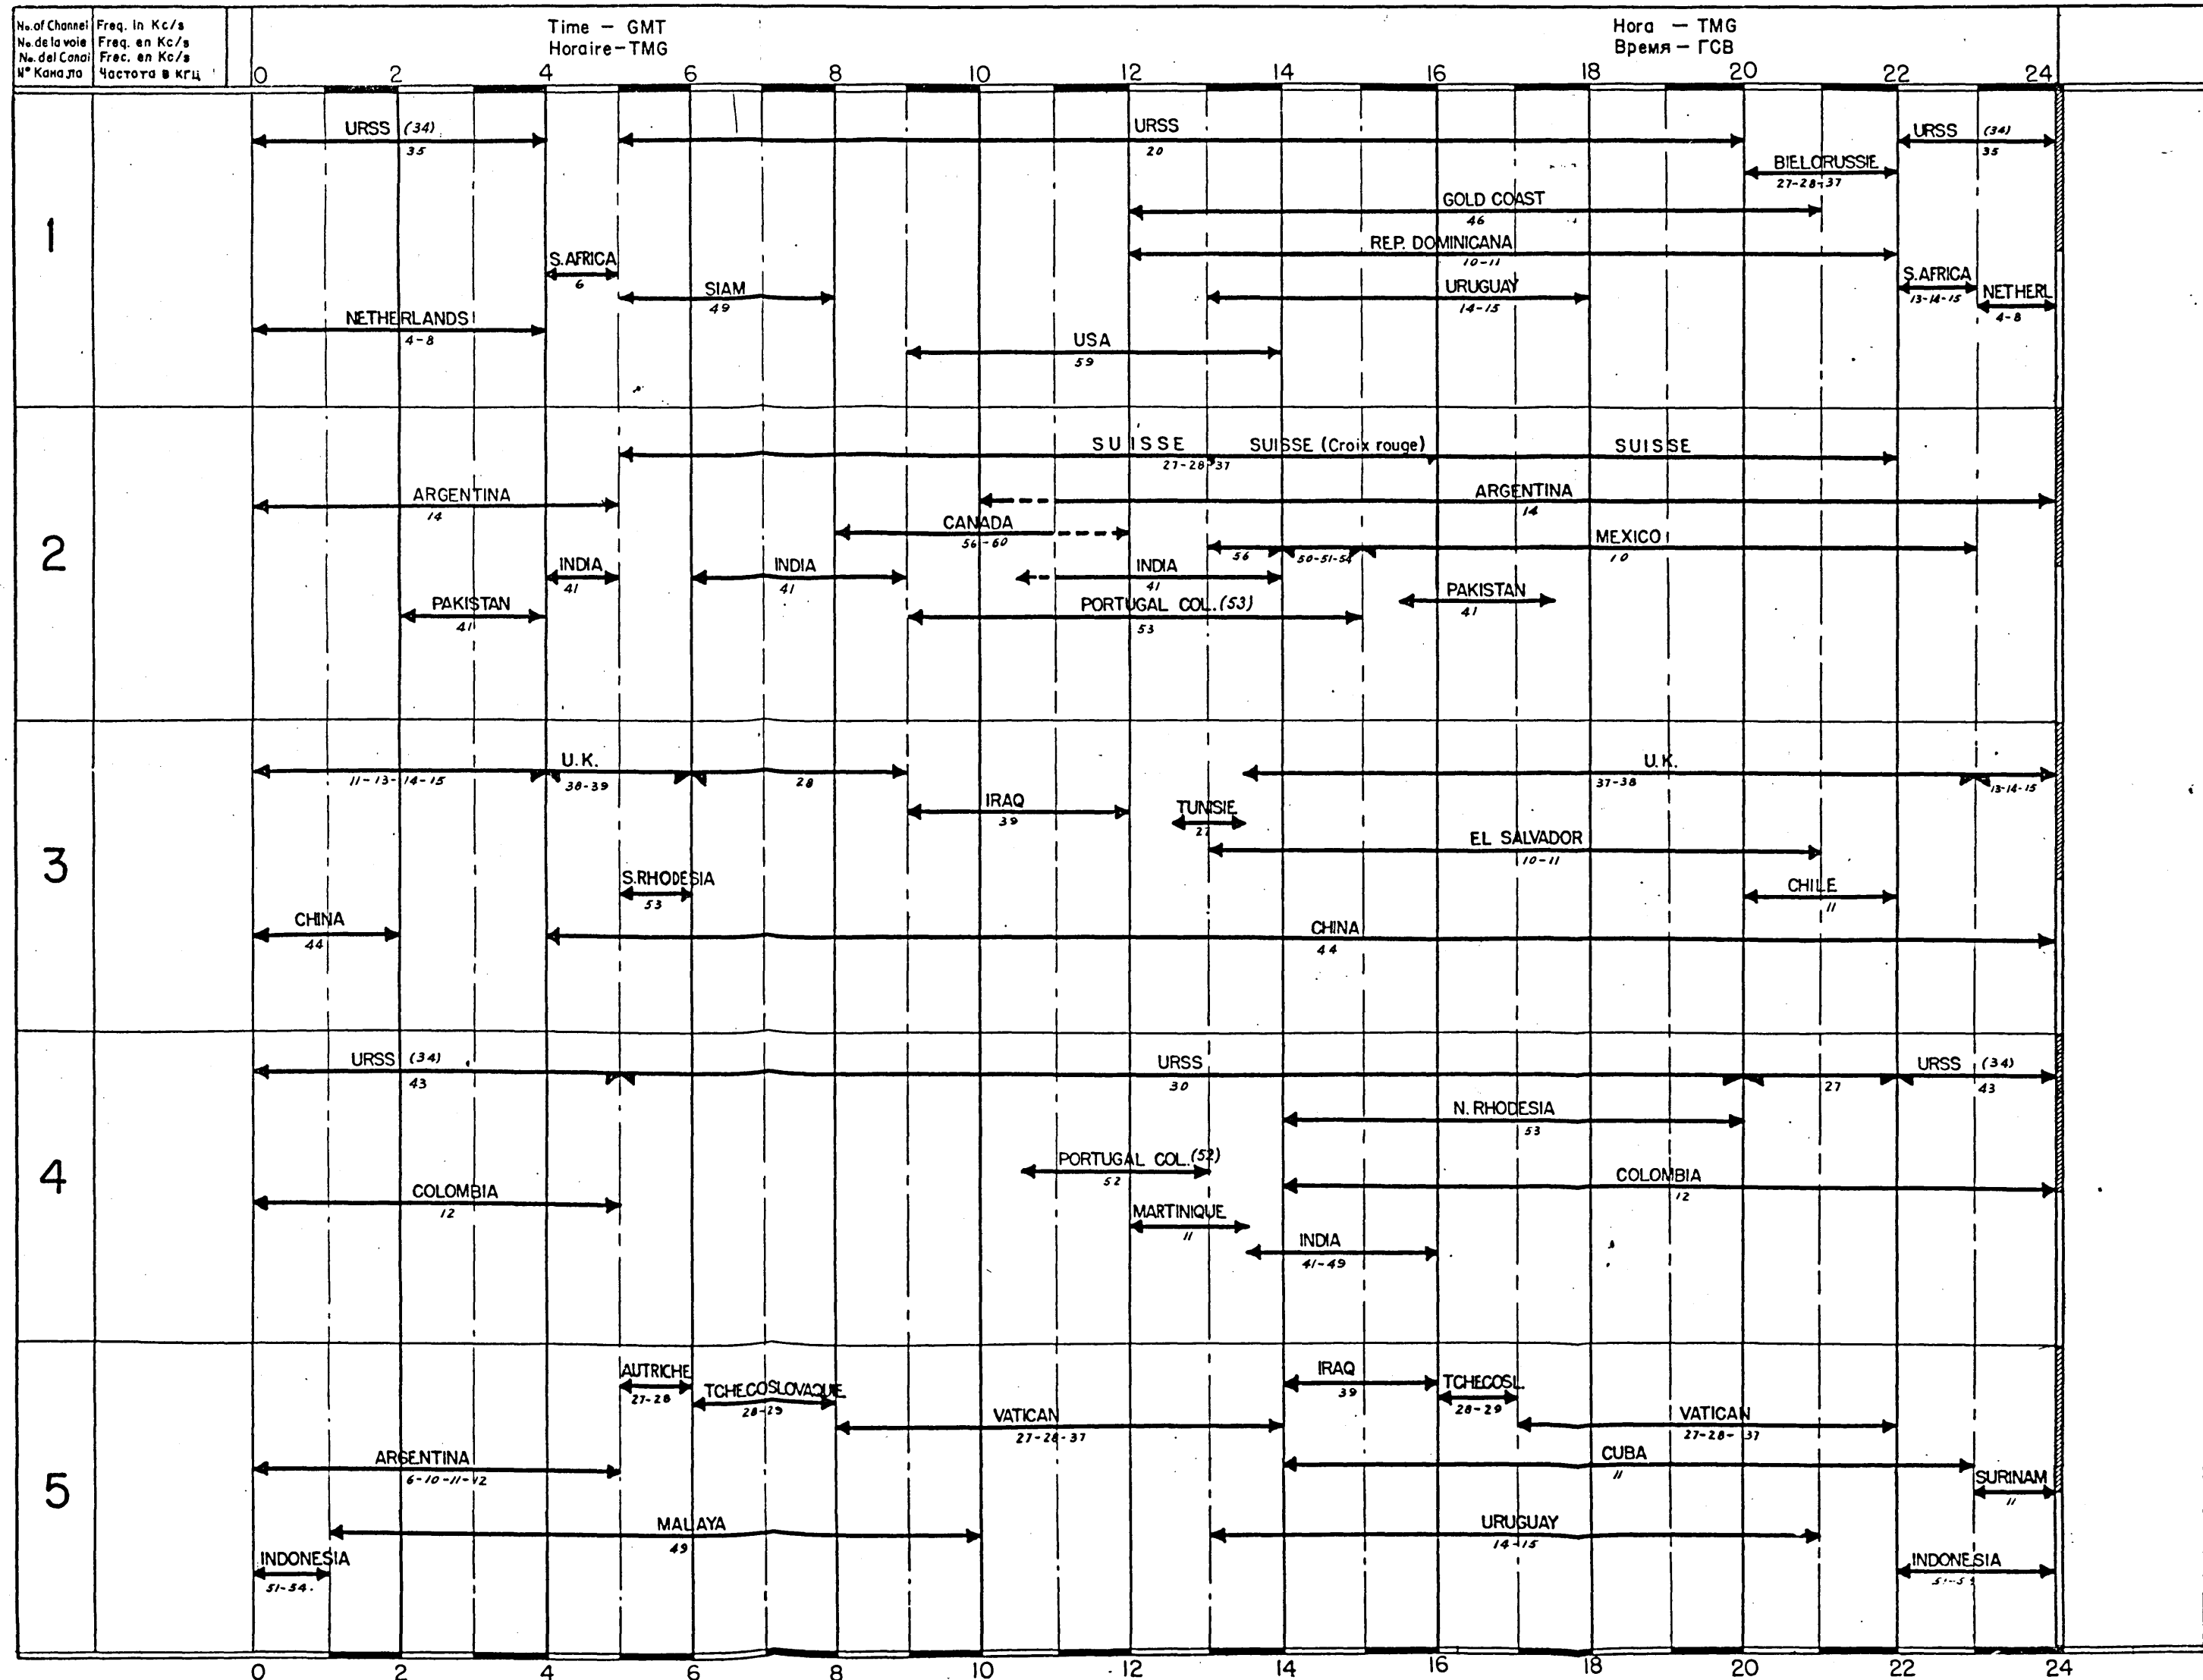 No. of Channel Freq. in Kc/s
No. de la voie Freq. en Kc/s
No. del Canal Frec. en Kc/s
N° Канала Частота в кГц
Time — GMT
Horaire-TMG
Hora — TMG
Время — ГСВ
0 2 4 6 8 10 12 14 16 18 20 22 24
1
URSS (34)
35
URSS
20
URSS (34)
35
BIELORUSSIE
27-28-37
GOLD COAST
46
REP. DOMINICANA
10-11
S.AFRICA
6
S.AFRICA
13-14-15
SIAM
49
URUGUAY
14-15
NETHERL
4-8
NETHERLANDS
4-8
USA
59
2
SUISSE SUISSE (Croix rouge) SUISSE
27-28-37
ARGENTINA
14
ARGENTINA
14
CANADA
56-60
MEXICO
56 50-51-54 10
INDIA
41
INDIA
41
INDIA
41
PAKISTAN
41
PAKISTAN
41
PORTUGAL COL. (53)
53
3
U.K.
11-13-14-15 38-39 28
U.K.
37-38 13-14-15
IRAQ
39
TUNISIE
27
EL SALVADOR
10-11
S.RHODESIA
53
CHILE
11
CHINA
44
CHINA
44
4
URSS (34)
43
URSS
30
27
URSS (34)
43
N. RHODESIA
53
PORTUGAL COL. (52)
52
COLOMBIA
12
COLOMBIA
12
MARTINIQUE
11
INDIA
41-49
5
AUTRICHE
27-28
TCHECOSLOVAQUIE
28-29
IRAQ
39
TCHECOSL.
28-29
VATICAN
27-28-37
VATICAN
27-28-37
ARGENTINA
6-10-11-12
CUBA
11
SURINAM
11
MALAYA
49
URUGUAY
14-15
INDONESIA
51-54.
INDONESIA
0 2 4 6 8 10 12 14 16 18 20 22 24